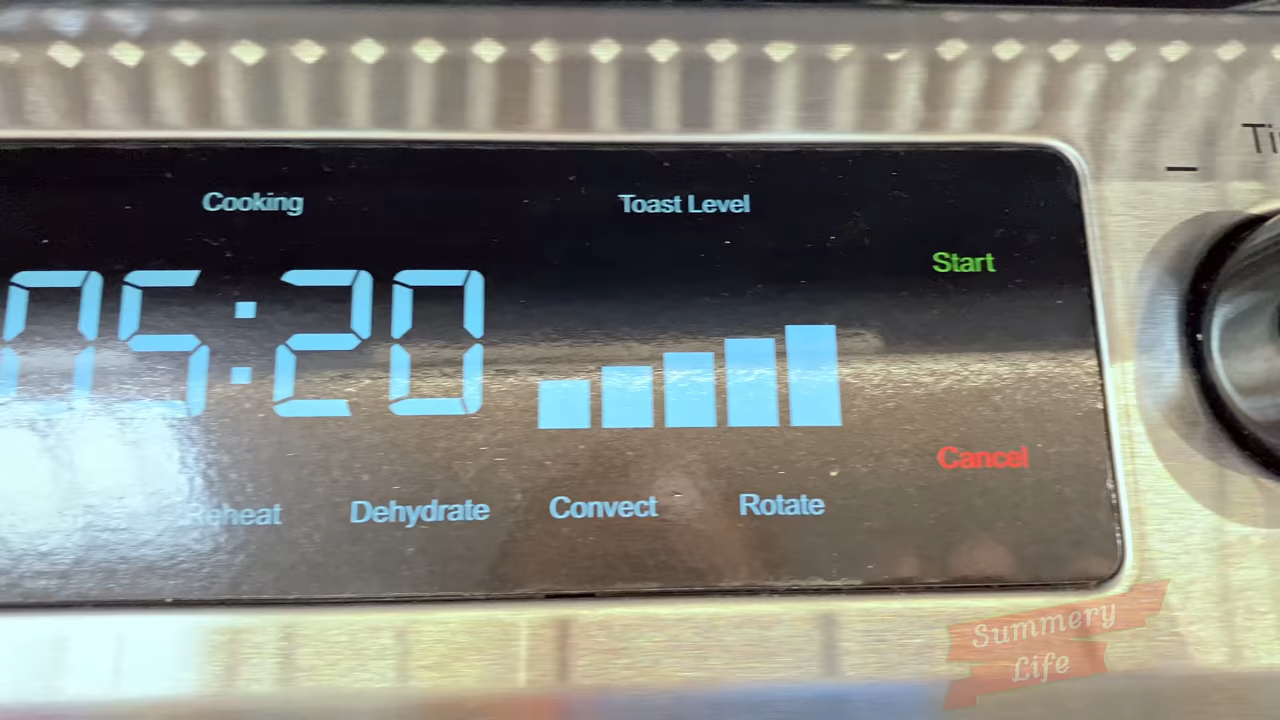 Cooking
Toast Level
Start
05:20
Cancel
Reheat
Dehydrate
Convect
Rotate
Summery
Life